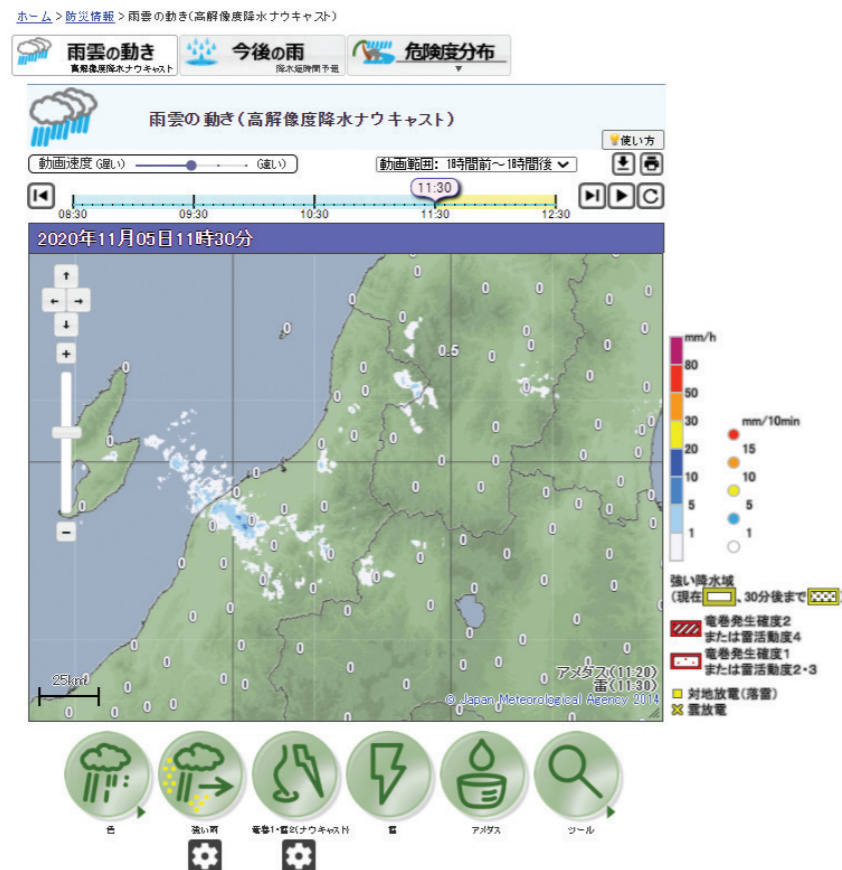 ホーム > 防災情報 > 雨雲の動き(高解像度降水ナウキャスト)
雨雲の動き
高解像度降水ナウキャスト
今後の雨
降水短時間予報
危険度分布
▼
雨雲の動き(高解像度降水ナウキャスト)
使い方
動画速度 (遅い) (速い)
動画範囲: 1時間前~1時間後
11:30
08:30 09:30 10:30 11:30 12:30
2020年11月05日11時30分
0 0 0 0 0 0 0 0 0 0
0.5
25km
アメダス(11:20)
雷(11:30)
© Japan Meteorological Agency 2014
mm/h
80
50
30
20
10
5
1
mm/10min
15
10
5
1
強い降水域
(現在 、30分後まで )
竜巻発生確度2
または雷活動度4
竜巻発生確度1
または雷活動度2・3
対地放電(落雷)
雲放電
色
強い雨
竜巻1・雷2(ナウキャスト)
雷
アメダス
ツール